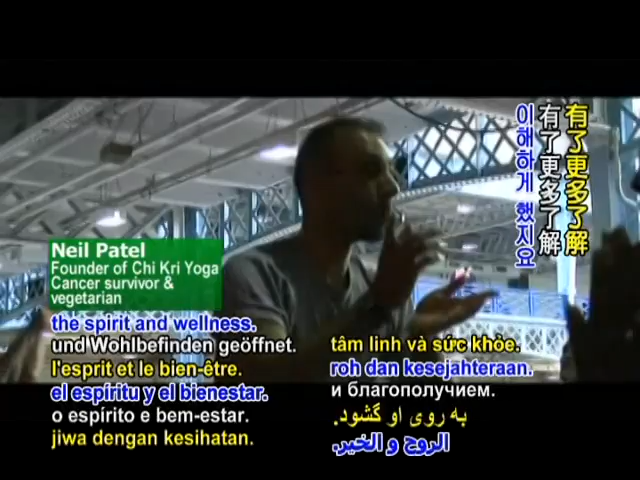 有了更多了解
有了更多了解
이해하게 했지요
Neil Patel
Founder of Chi Kri Yoga
Cancer survivor &
vegetarian
the spirit and wellness.
und Wohlbefinden geöffnet.
l'esprit et le bien-être.
el espíritu y el bienestar.
o espírito e bem-estar.
jiwa dengan kesihatan.
tâm linh và sức khỏe.
roh dan kesejahteraan.
и благополучием.
به روی او گشود.
الروح و الخير.